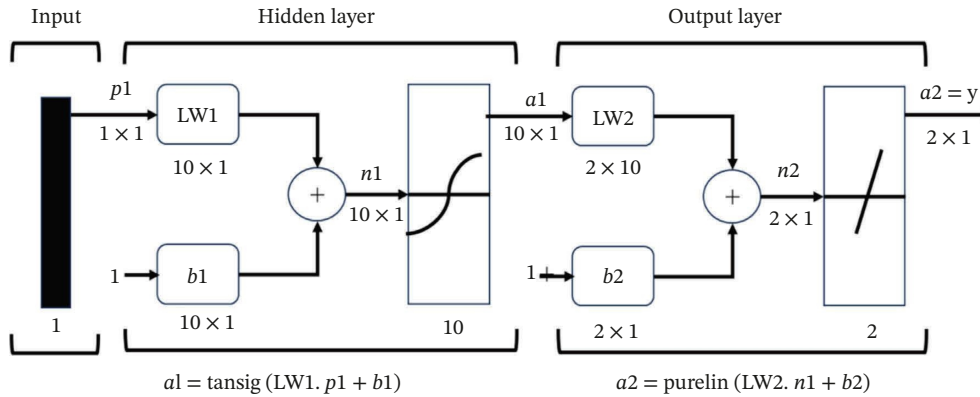 Input
Hidden layer
Output layer
p1
1 × 1
LW1
10 × 1
n1
10 × 1
1
b1
10 × 1
1
10
a1
10 × 1
LW2
2 × 10
n2
2 × 1
1
b2
2 × 1
2
a2 = y
2 × 1
+
+
al = tansig (LW1. p1 + b1)
a2 = purelin (LW2. n1 + b2)